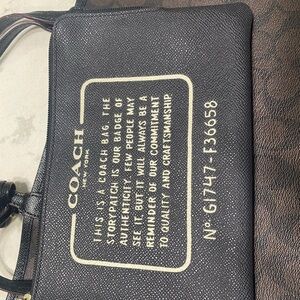 COACH
NEW YORK
THIS IS A COACH BAG. THE
STORYPATCH IS OUR BADGE OF
AUTHENTICITY. FEW PEOPLE MAY
SEE IT, BUT IT WILL ALWAYS BE A
REMINDER OF OUR COMMITMENT
TO QUALITY AND CRAFTSMANSHIP.
Nº G1747-F36658